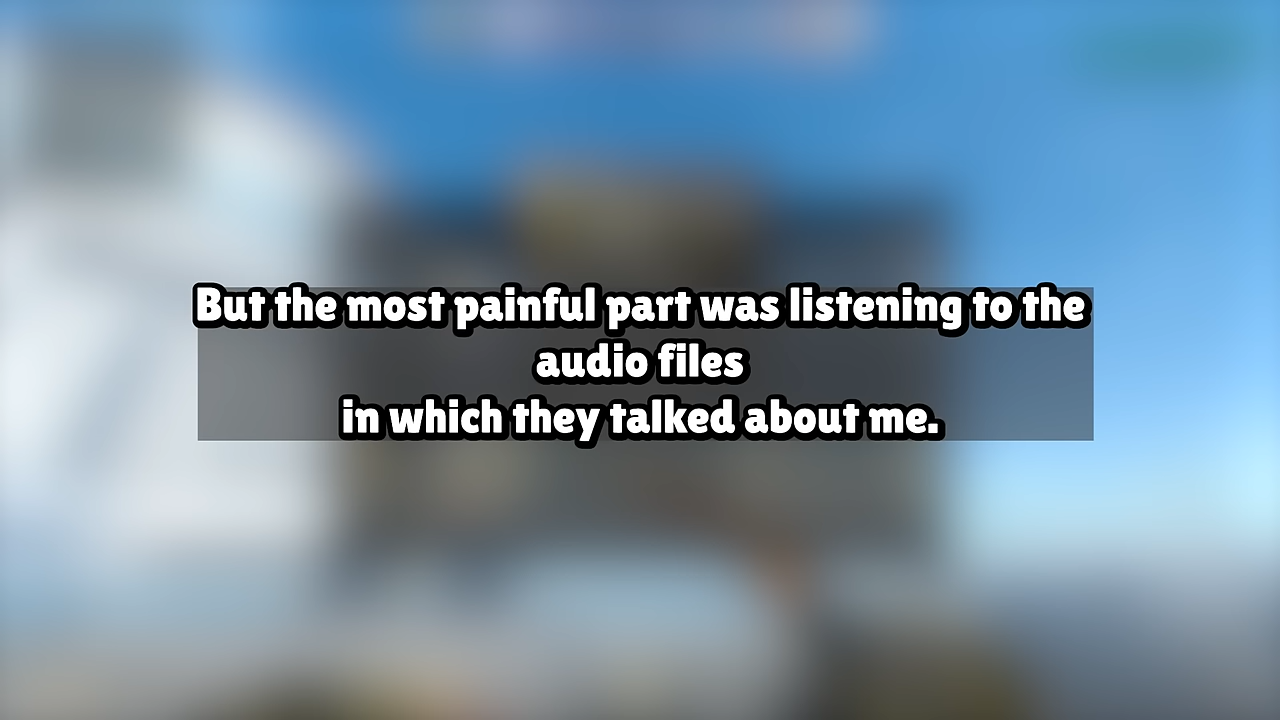 But the most painful part was listening to the
audio files
in which they talked about me.